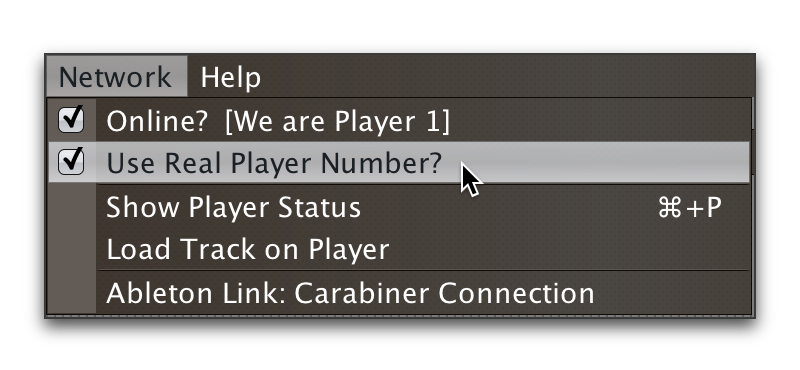 Network Help
Online? [We are Player 1]
Use Real Player Number?
Show Player Status ⌘+P
Load Track on Player
Ableton Link: Carabiner Connection